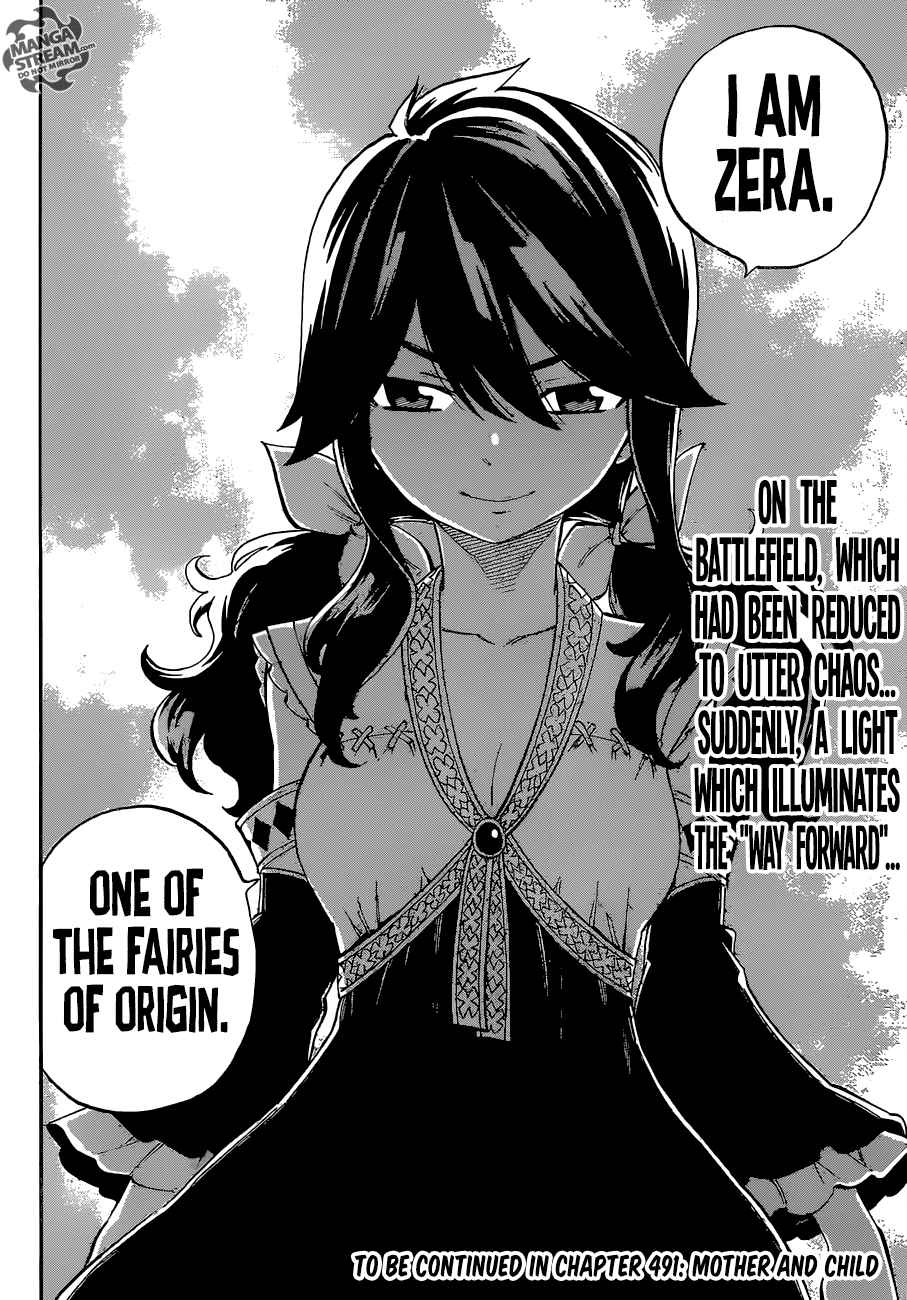 MANGA
STREAM.com
DO NOT MIRROR!
I AM
ZERA.
ON THE
BATTLEFIELD, WHICH
HAD BEEN REDUCED
TO UTTER CHAOS...
SUDDENLY, A LIGHT
WHICH ILLUMINATES
THE "WAY FORWARD"...
ONE OF
THE FAIRIES
OF ORIGIN.
TO BE CONTINUED IN CHAPTER 491: MOTHER AND CHILD